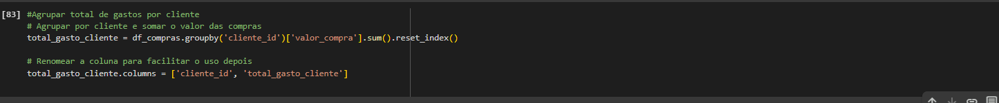 [83] #Agrupar total de gastos por cliente
# Agrupar por cliente e somar o valor das compras
total_gasto_cliente = df_compras.groupby('cliente_id')['valor_compra'].sum().reset_index()
# Renomear a coluna para facilitar o uso depois
total_gasto_cliente.columns = ['cliente_id', 'total_gasto_cliente']